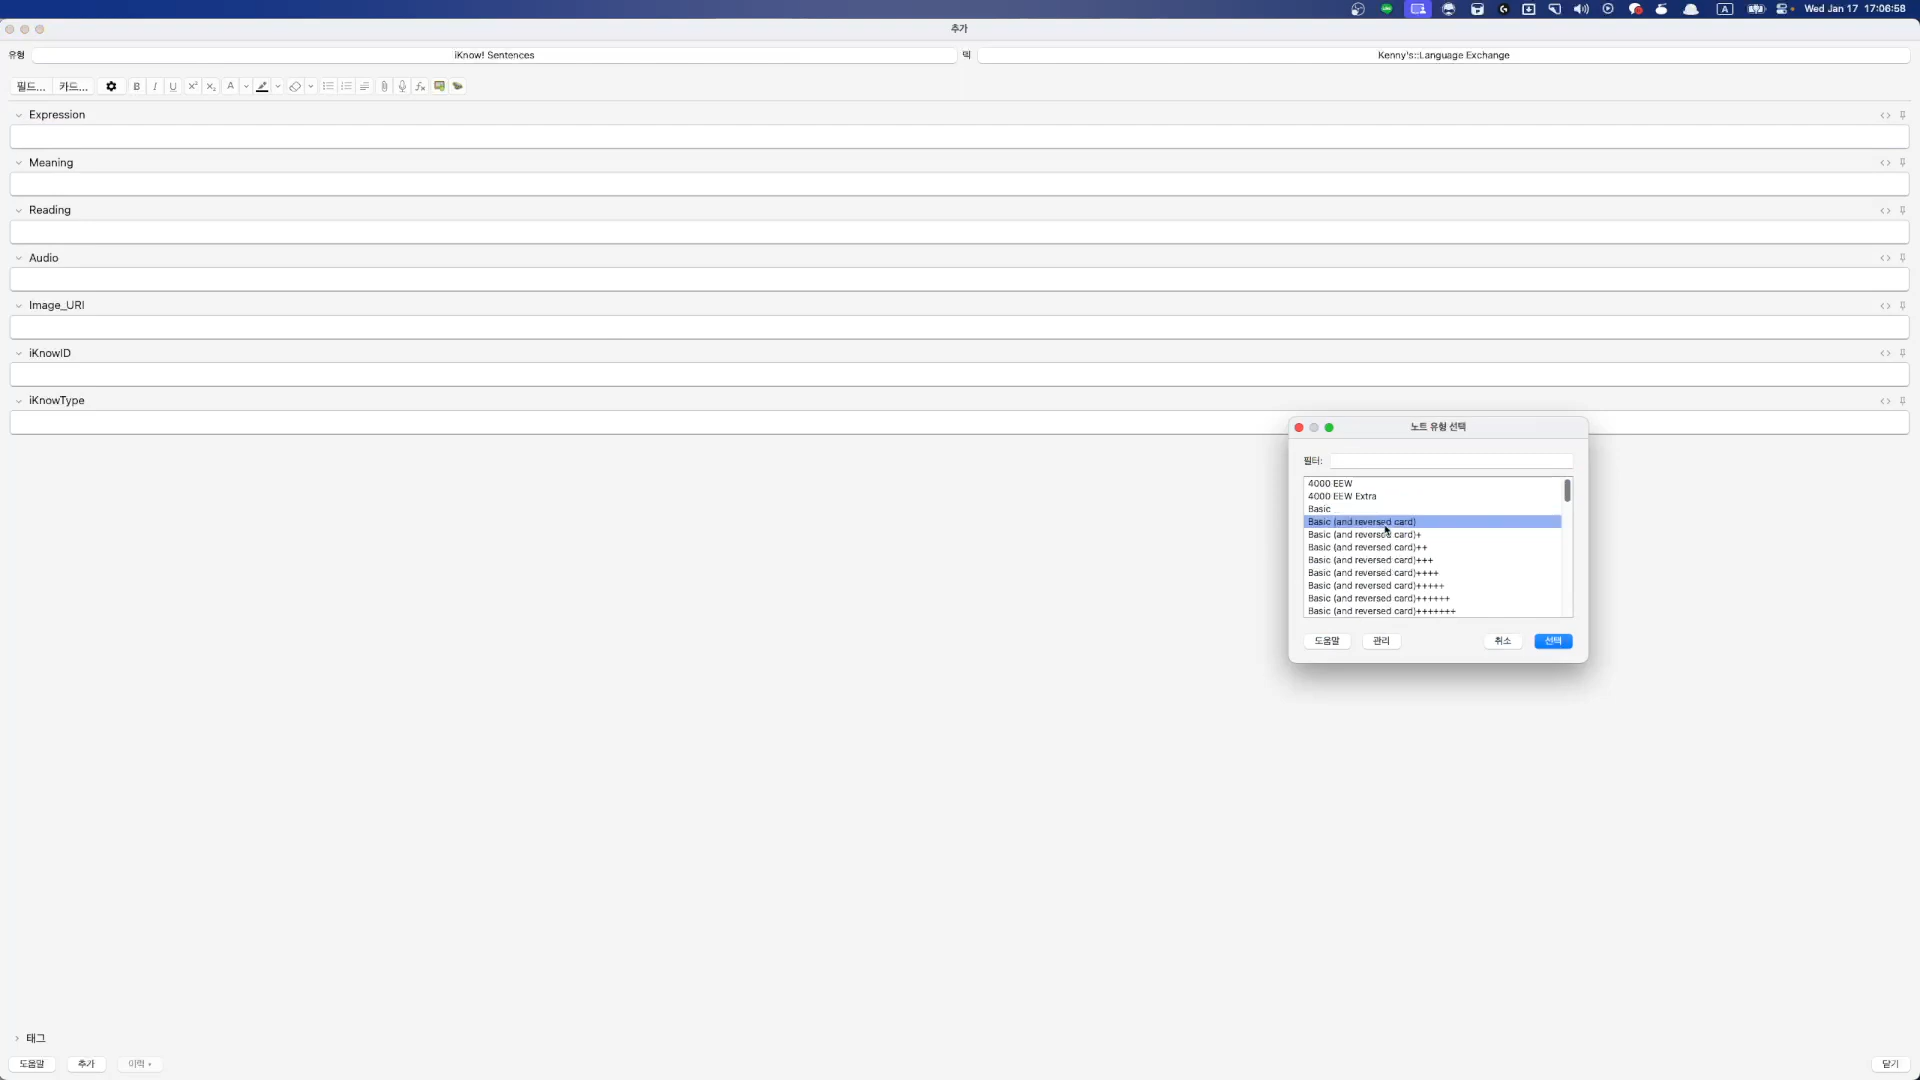 Wed Jan 17 17:06:58
추가
유형 iKnow! Sentences 덱 Kenny's::Language Exchange
필드... 카드... B I U X² X₂ A fx
Expression
Meaning
Reading
Audio
Image_URI
iKnowID
iKnowType
노트 유형 선택
필터:
4000 EEW
4000 EEW Extra
Basic
Basic (and reversed card)
Basic (and reversed card)+
Basic (and reversed card)++
Basic (and reversed card)+++
Basic (and reversed card)++++
Basic (and reversed card)+++++
Basic (and reversed card)++++++
Basic (and reversed card)+++++++
도움말 관리 취소 선택
태그
도움말 추가 이력 닫기